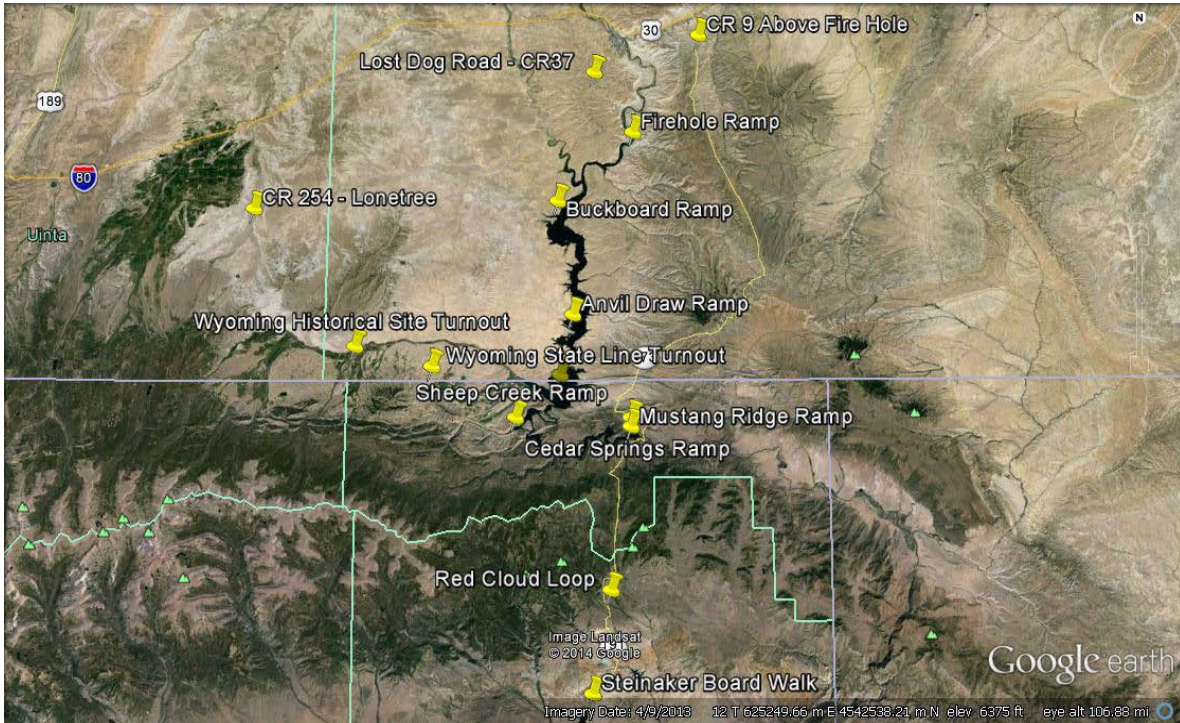 N
CR 9 Above Fire Hole
30
Lost Dog Road - CR37
189
Firehole Ramp
80
CR 254 - Lonetree
Buckboard Ramp
Uinta
Anvil Draw Ramp
Wyoming Historical Site Turnout
Wyoming State Line Turnout
Sheep Creek Ramp
Mustang Ridge Ramp
Cedar Springs Ramp
Red Cloud Loop
Image Landsat
© 2014 Google
Google earth
Steinaker Board Walk
Imagery Date: 4/9/2013 12 T 625249.66 m E 4542538.21 m N elev 6375 ft eye alt 106.88 mi